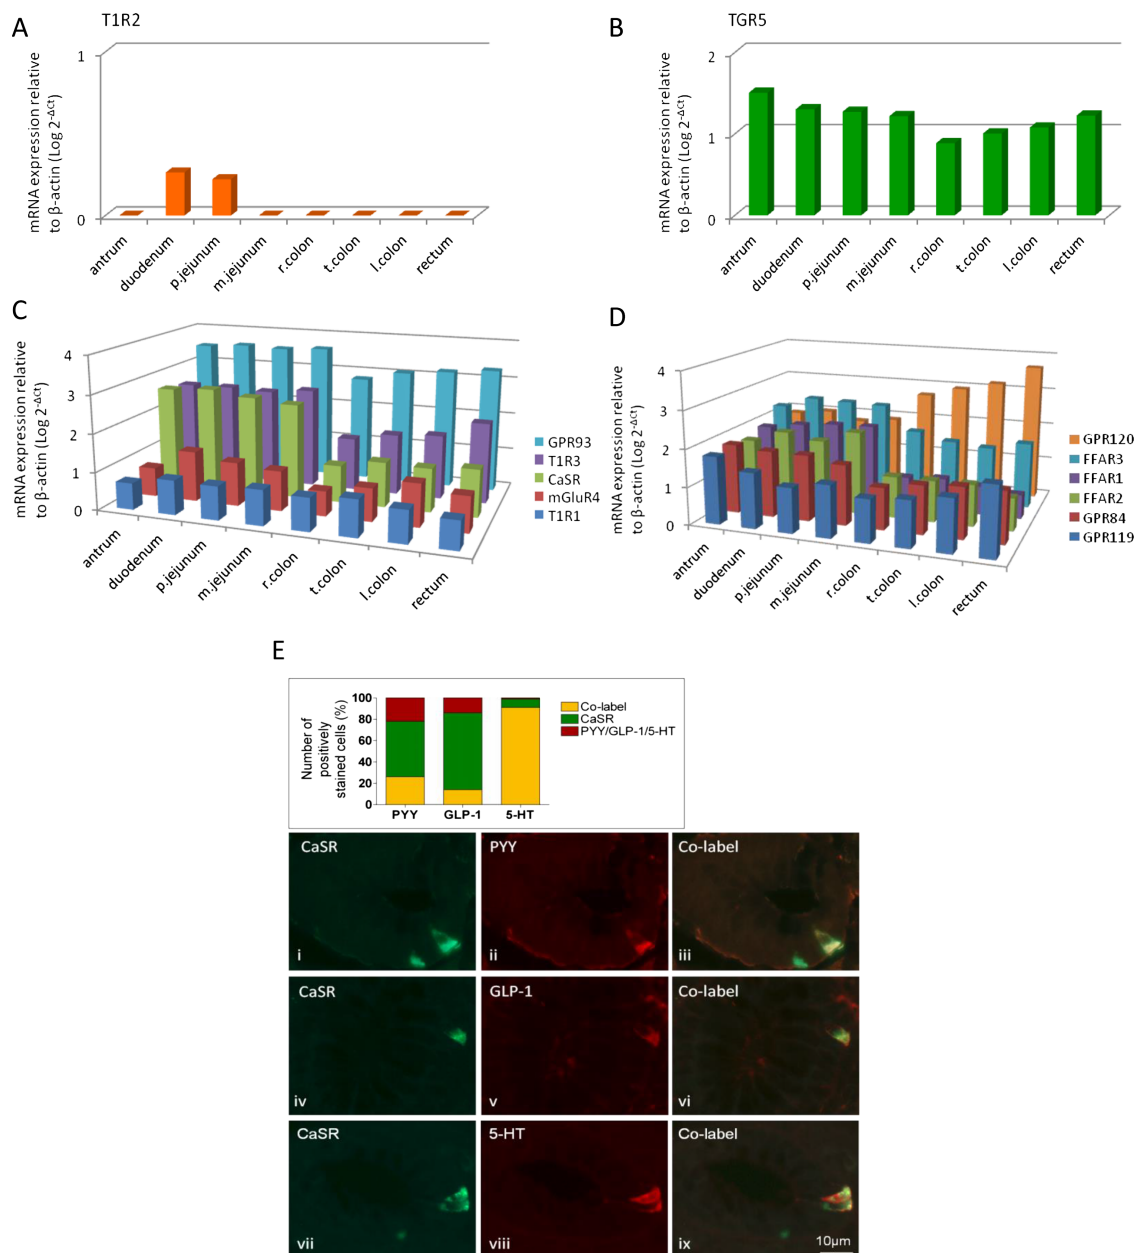 A
T1R2
mRNA expression relative
to β-actin (Log 2^-ΔCt)
1
0
antrum
duodenum
p.jejunum
m.jejunum
r.colon
t.colon
l.colon
rectum
B
TGR5
mRNA expression relative
to β-actin (Log 2^-ΔCt)
2
1
0
antrum
duodenum
p.jejunum
m.jejunum
r.colon
t.colon
l.colon
rectum
C
mRNA expression relative
to β-actin (Log 2^-ΔCt)
4
3
2
1
0
antrum
duodenum
p.jejunum
m.jejunum
r.colon
t.colon
l.colon
rectum
GPR93
T1R3
CaSR
mGluR4
T1R1
D
mRNA expression relative
to β-actin (Log 2^-ΔCt)
4
3
2
1
0
antrum
duodenum
p.jejunum
m.jejunum
r.colon
t.colon
l.colon
rectum
GPR120
FFAR3
FFAR1
FFAR2
GPR84
GPR119
E
Number of
positively
stained cells (%)
100
80
60
40
20
0
PYY
GLP-1
5-HT
Co-label
CaSR
PYY/GLP-1/5-HT
CaSR
i
PYY
ii
Co-label
iii
CaSR
iv
GLP-1
v
Co-label
vi
CaSR
vii
5-HT
viii
Co-label
ix
10μm